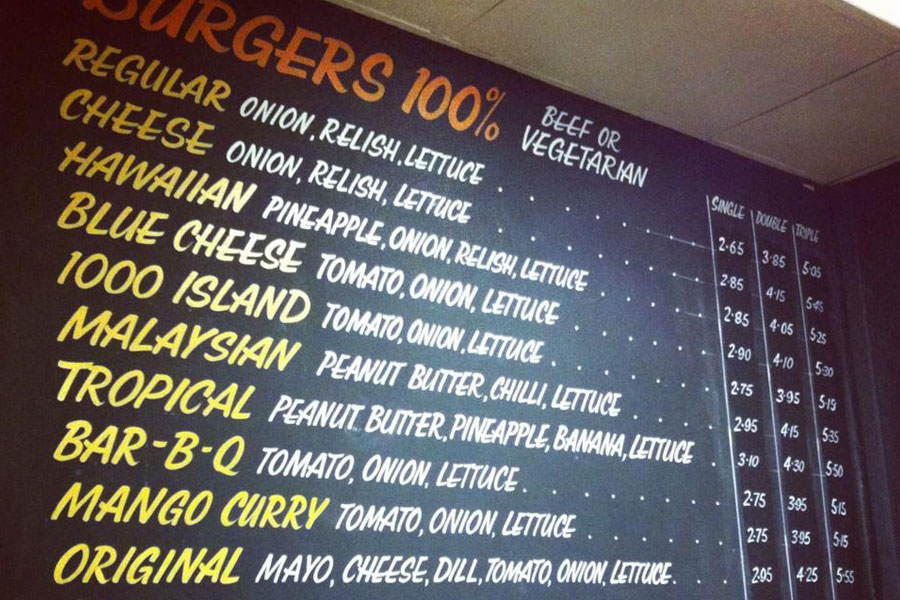 BURGERS 100% BEEF OR
VEGETARIAN
SINGLE DOUBLE TRIPLE
REGULAR ONION, RELISH, LETTUCE 2.65 3.85 5.05
CHEESE ONION, RELISH, LETTUCE 2.85 4.15 5.45
HAWAIIAN PINEAPPLE, ONION, RELISH, LETTUCE 2.85 4.05 5.25
BLUE CHEESE TOMATO, ONION, LETTUCE 2.90 4.10 5.30
1000 ISLAND TOMATO, ONION, LETTUCE 2.75 3.95 5.15
MALAYSIAN PEANUT BUTTER, CHILLI, LETTUCE 2.95 4.15 5.35
TROPICAL PEANUT BUTTER, PINEAPPLE, BANANA, LETTUCE 3.10 4.30 5.50
BAR-B-Q TOMATO, ONION, LETTUCE 2.75 3.95 5.15
MANGO CURRY TOMATO, ONION, LETTUCE 2.75 3.95 5.15
ORIGINAL MAYO, CHEESE, DILL, TOMATO, ONION, LETTUCE 2.95 4.25 5.55